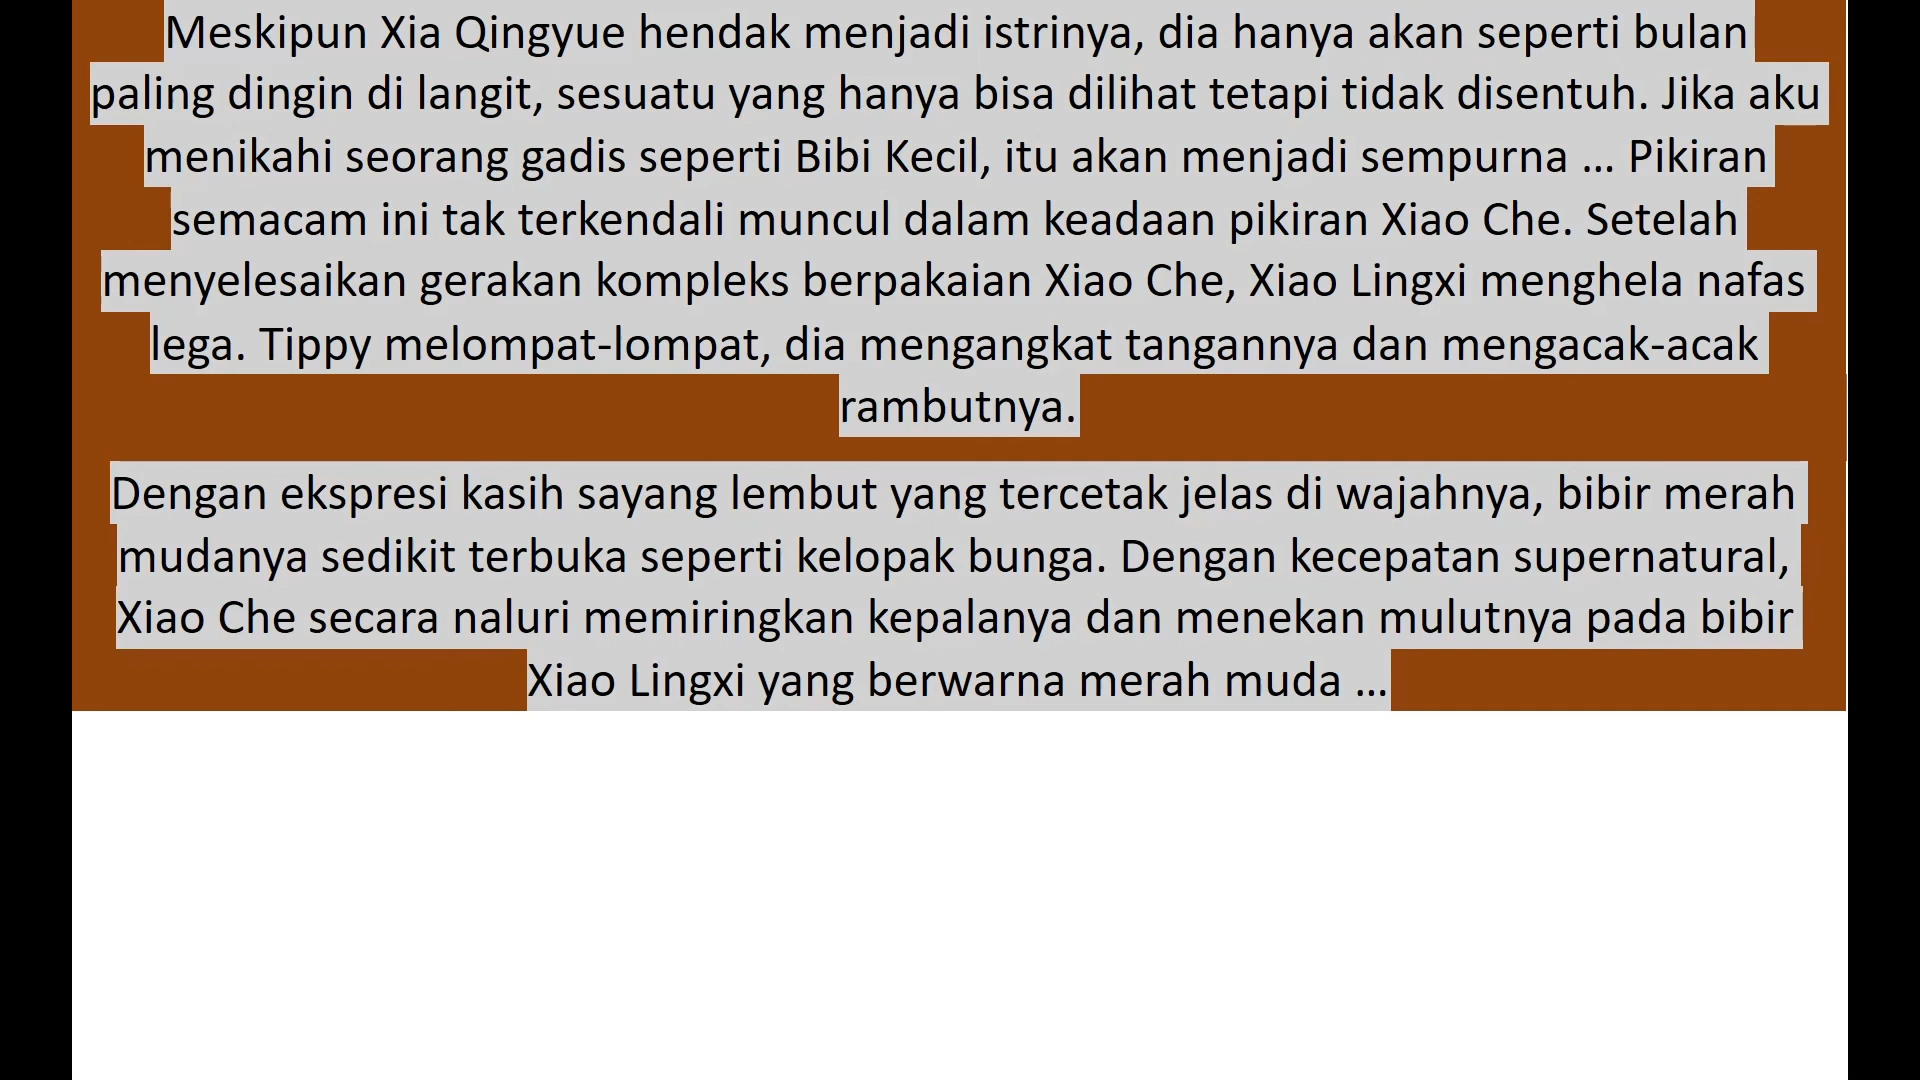 Meskipun Xia Qingyue hendak menjadi istrinya, dia hanya akan seperti bulan
paling dingin di langit, sesuatu yang hanya bisa dilihat tetapi tidak disentuh. Jika aku
menikahi seorang gadis seperti Bibi Kecil, itu akan menjadi sempurna ... Pikiran
semacam ini tak terkendali muncul dalam keadaan pikiran Xiao Che. Setelah
menyelesaikan gerakan kompleks berpakaian Xiao Che, Xiao Lingxi menghela nafas
lega. Tippy melompat-lompat, dia mengangkat tangannya dan mengacak-acak
rambutnya.
Dengan ekspresi kasih sayang lembut yang tercetak jelas di wajahnya, bibir merah
mudanya sedikit terbuka seperti kelopak bunga. Dengan kecepatan supernatural,
Xiao Che secara naluri memiringkan kepalanya dan menekan mulutnya pada bibir
Xiao Lingxi yang berwarna merah muda ...